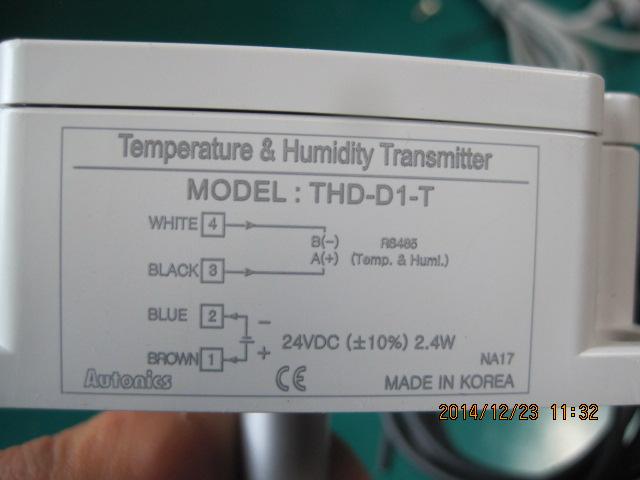 Temperature & Humidity Transmitter
MODEL : THD-D1-T
WHITE 4
B(-) RS485
A(+) (Temp. & Humi.)
BLACK 3
BLUE 2 −
24VDC (±10%) 2.4W
BROWN 1 +
NA17
Autonics CE MADE IN KOREA
2014/12/23 11:32